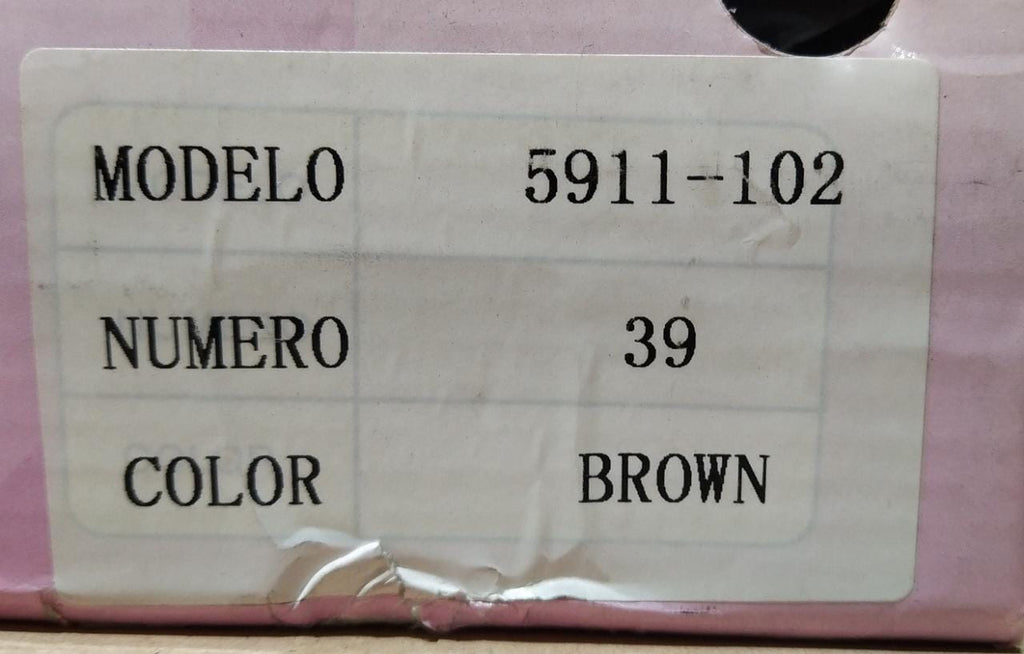 MODELO 5911-102
NUMERO 39
COLOR BROWN